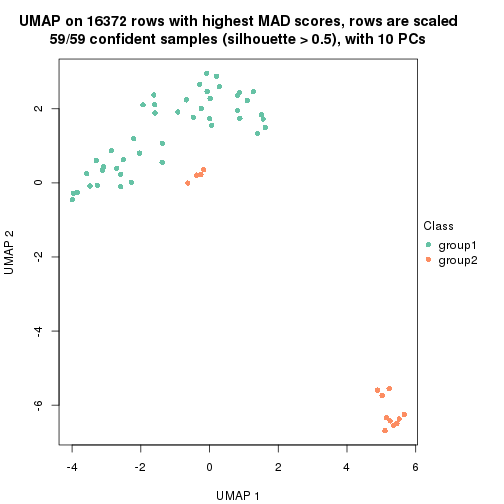 UMAP on 16372 rows with highest MAD scores, rows are scaled
59/59 confident samples (silhouette > 0.5), with 10 PCs
2
0
-2
-4
-6
UMAP 2
-4
-2
0
2
4
6
UMAP 1
Class
group1
group2